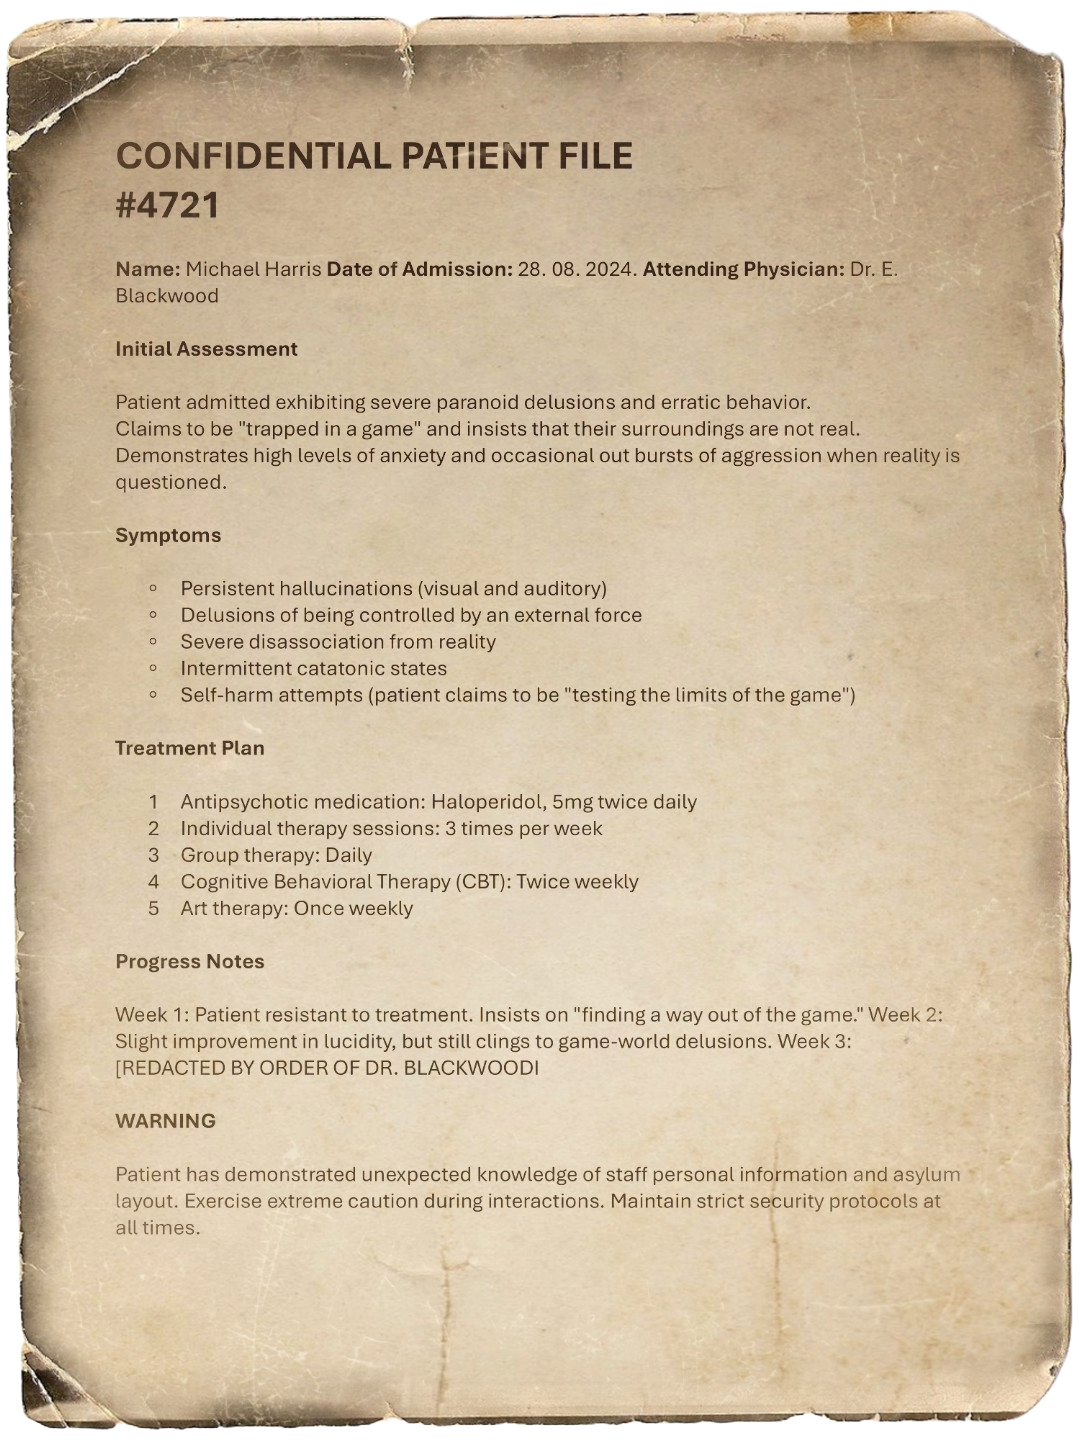 CONFIDENTIAL PATIENT FILE
#4721
Name: Michael Harris Date of Admission: 28. 08. 2024. Attending Physician: Dr. E.
Blackwood
Initial Assessment
Patient admitted exhibiting severe paranoid delusions and erratic behavior.
Claims to be "trapped in a game" and insists that their surroundings are not real.
Demonstrates high levels of anxiety and occasional out bursts of aggression when reality is
questioned.
Symptoms
◦ Persistent hallucinations (visual and auditory)
◦ Delusions of being controlled by an external force
◦ Severe disassociation from reality
◦ Intermittent catatonic states
◦ Self-harm attempts (patient claims to be "testing the limits of the game")
Treatment Plan
1 Antipsychotic medication: Haloperidol, 5mg twice daily
2 Individual therapy sessions: 3 times per week
3 Group therapy: Daily
4 Cognitive Behavioral Therapy (CBT): Twice weekly
5 Art therapy: Once weekly
Progress Notes
Week 1: Patient resistant to treatment. Insists on "finding a way out of the game." Week 2:
Slight improvement in lucidity, but still clings to game-world delusions. Week 3:
[REDACTED BY ORDER OF DR. BLACKWOODI
WARNING
Patient has demonstrated unexpected knowledge of staff personal information and asylum
layout. Exercise extreme caution during interactions. Maintain strict security protocols at
all times.